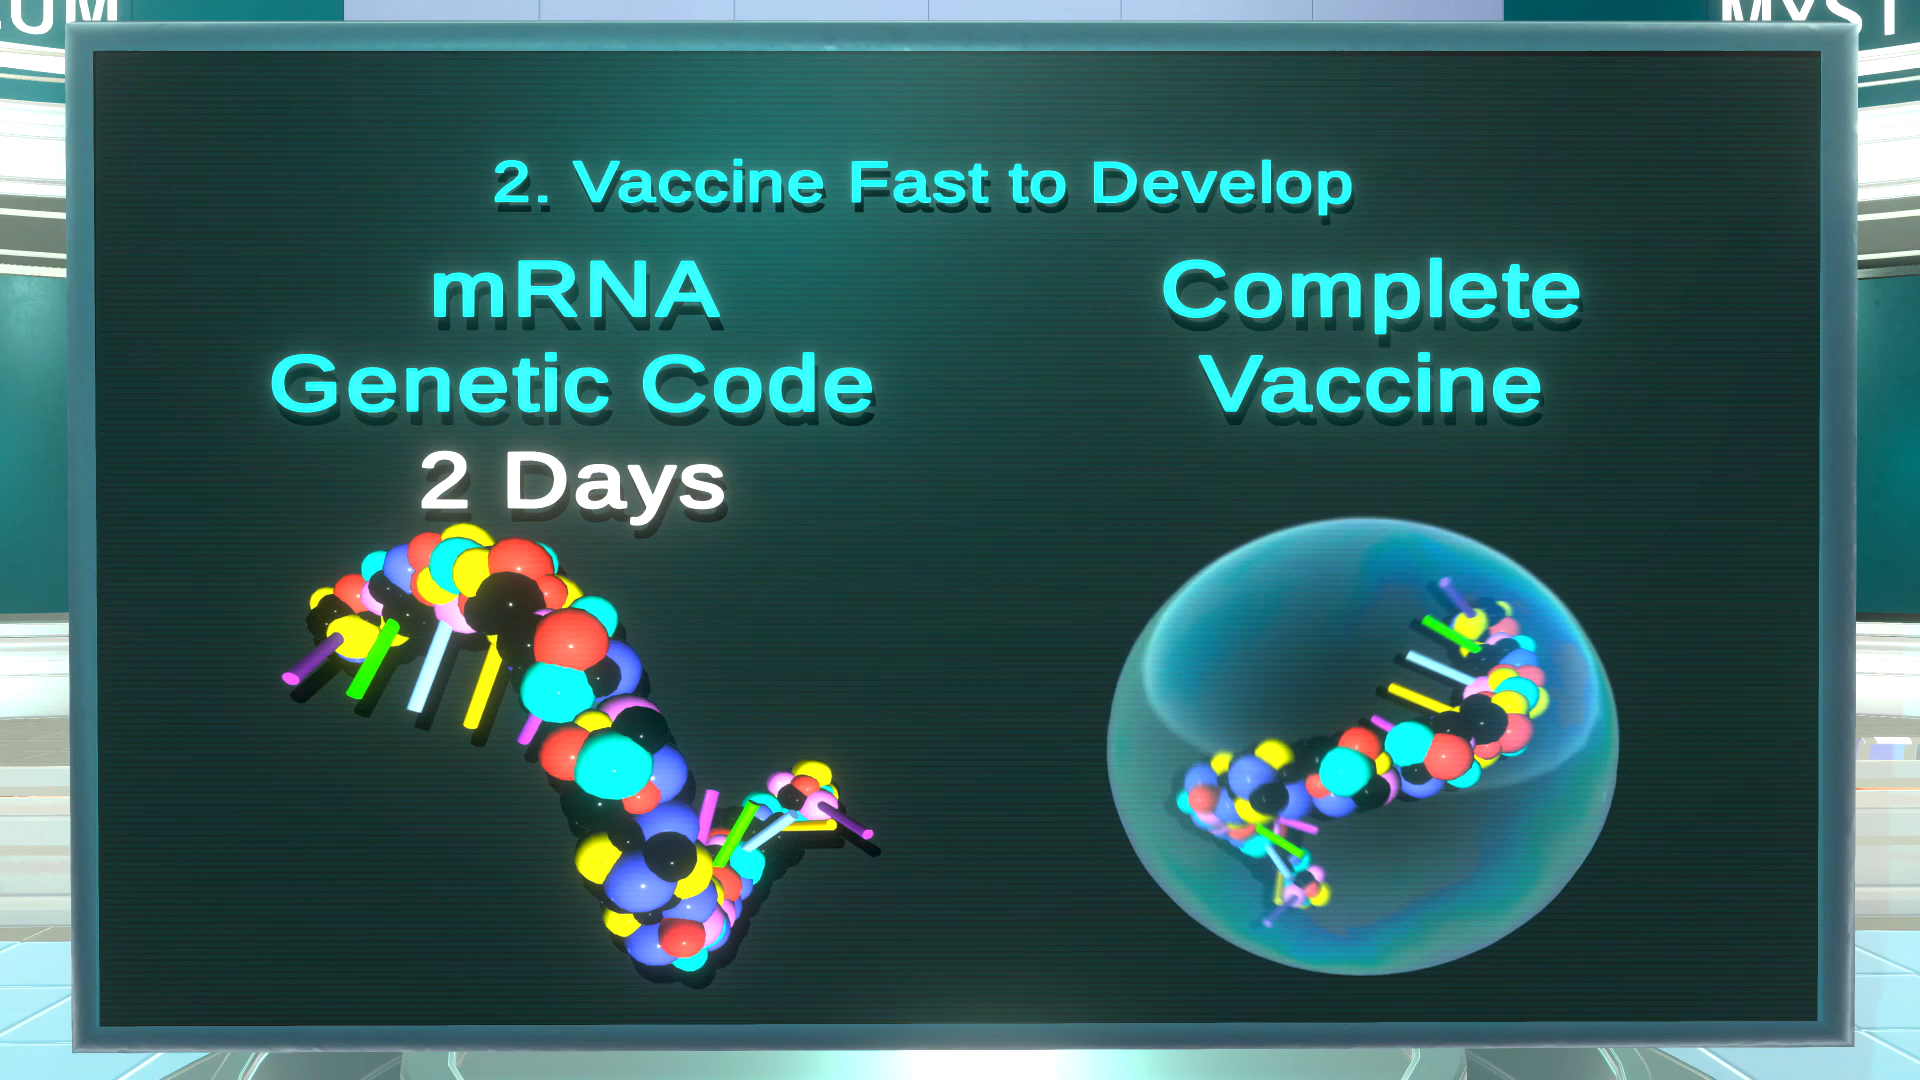 2. Vaccine Fast to Develop
mRNA
Genetic Code
2 Days
Complete
Vaccine